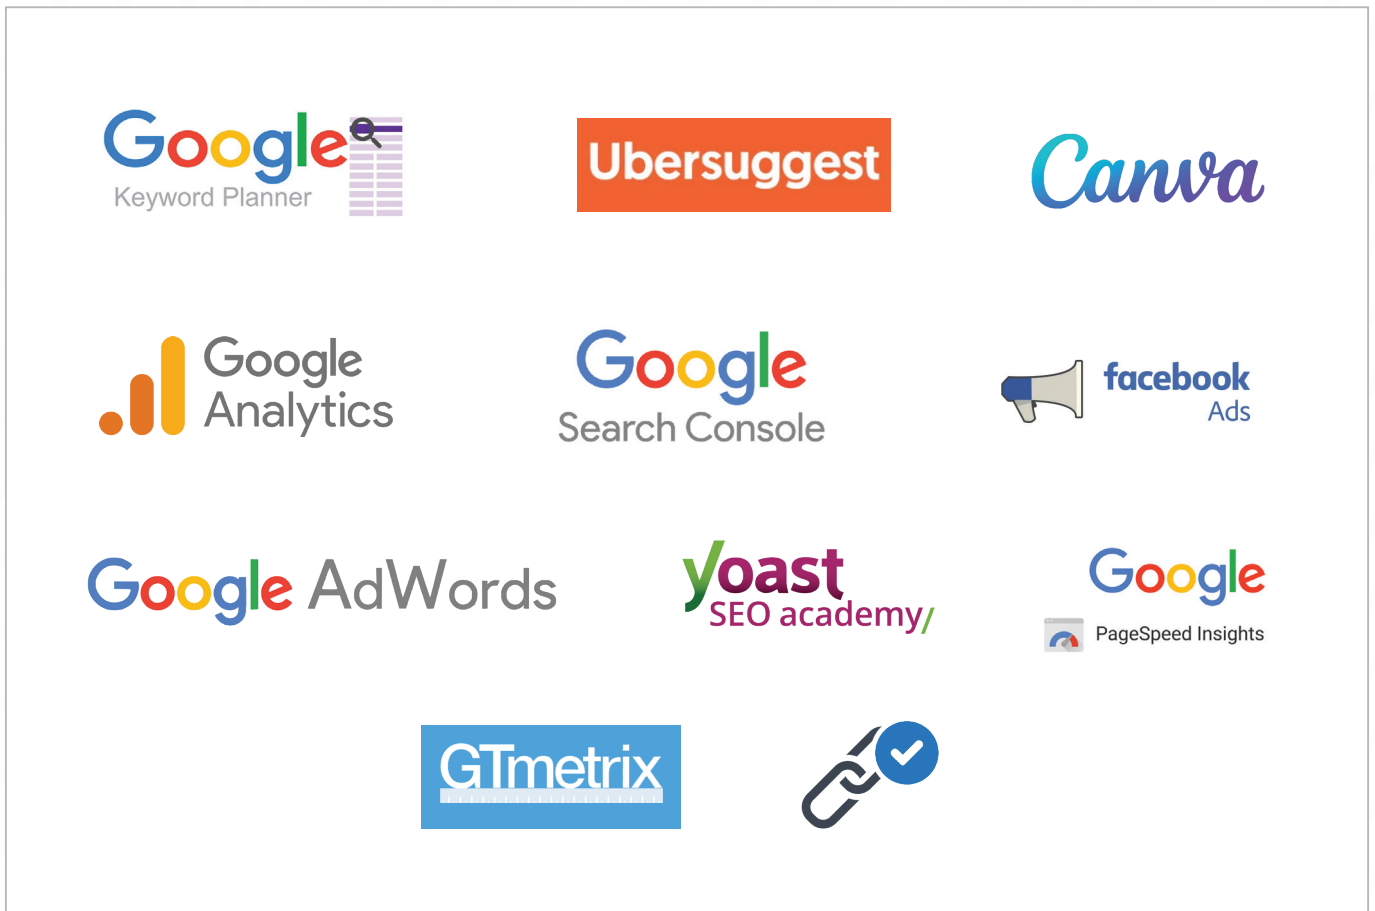 Google
Keyword Planner
Ubersuggest
Canva
Google
Analytics
Google
Search Console
facebook
Ads
Google AdWords
yoast
SEO academy/
Google
PageSpeed Insights
GTmetrix